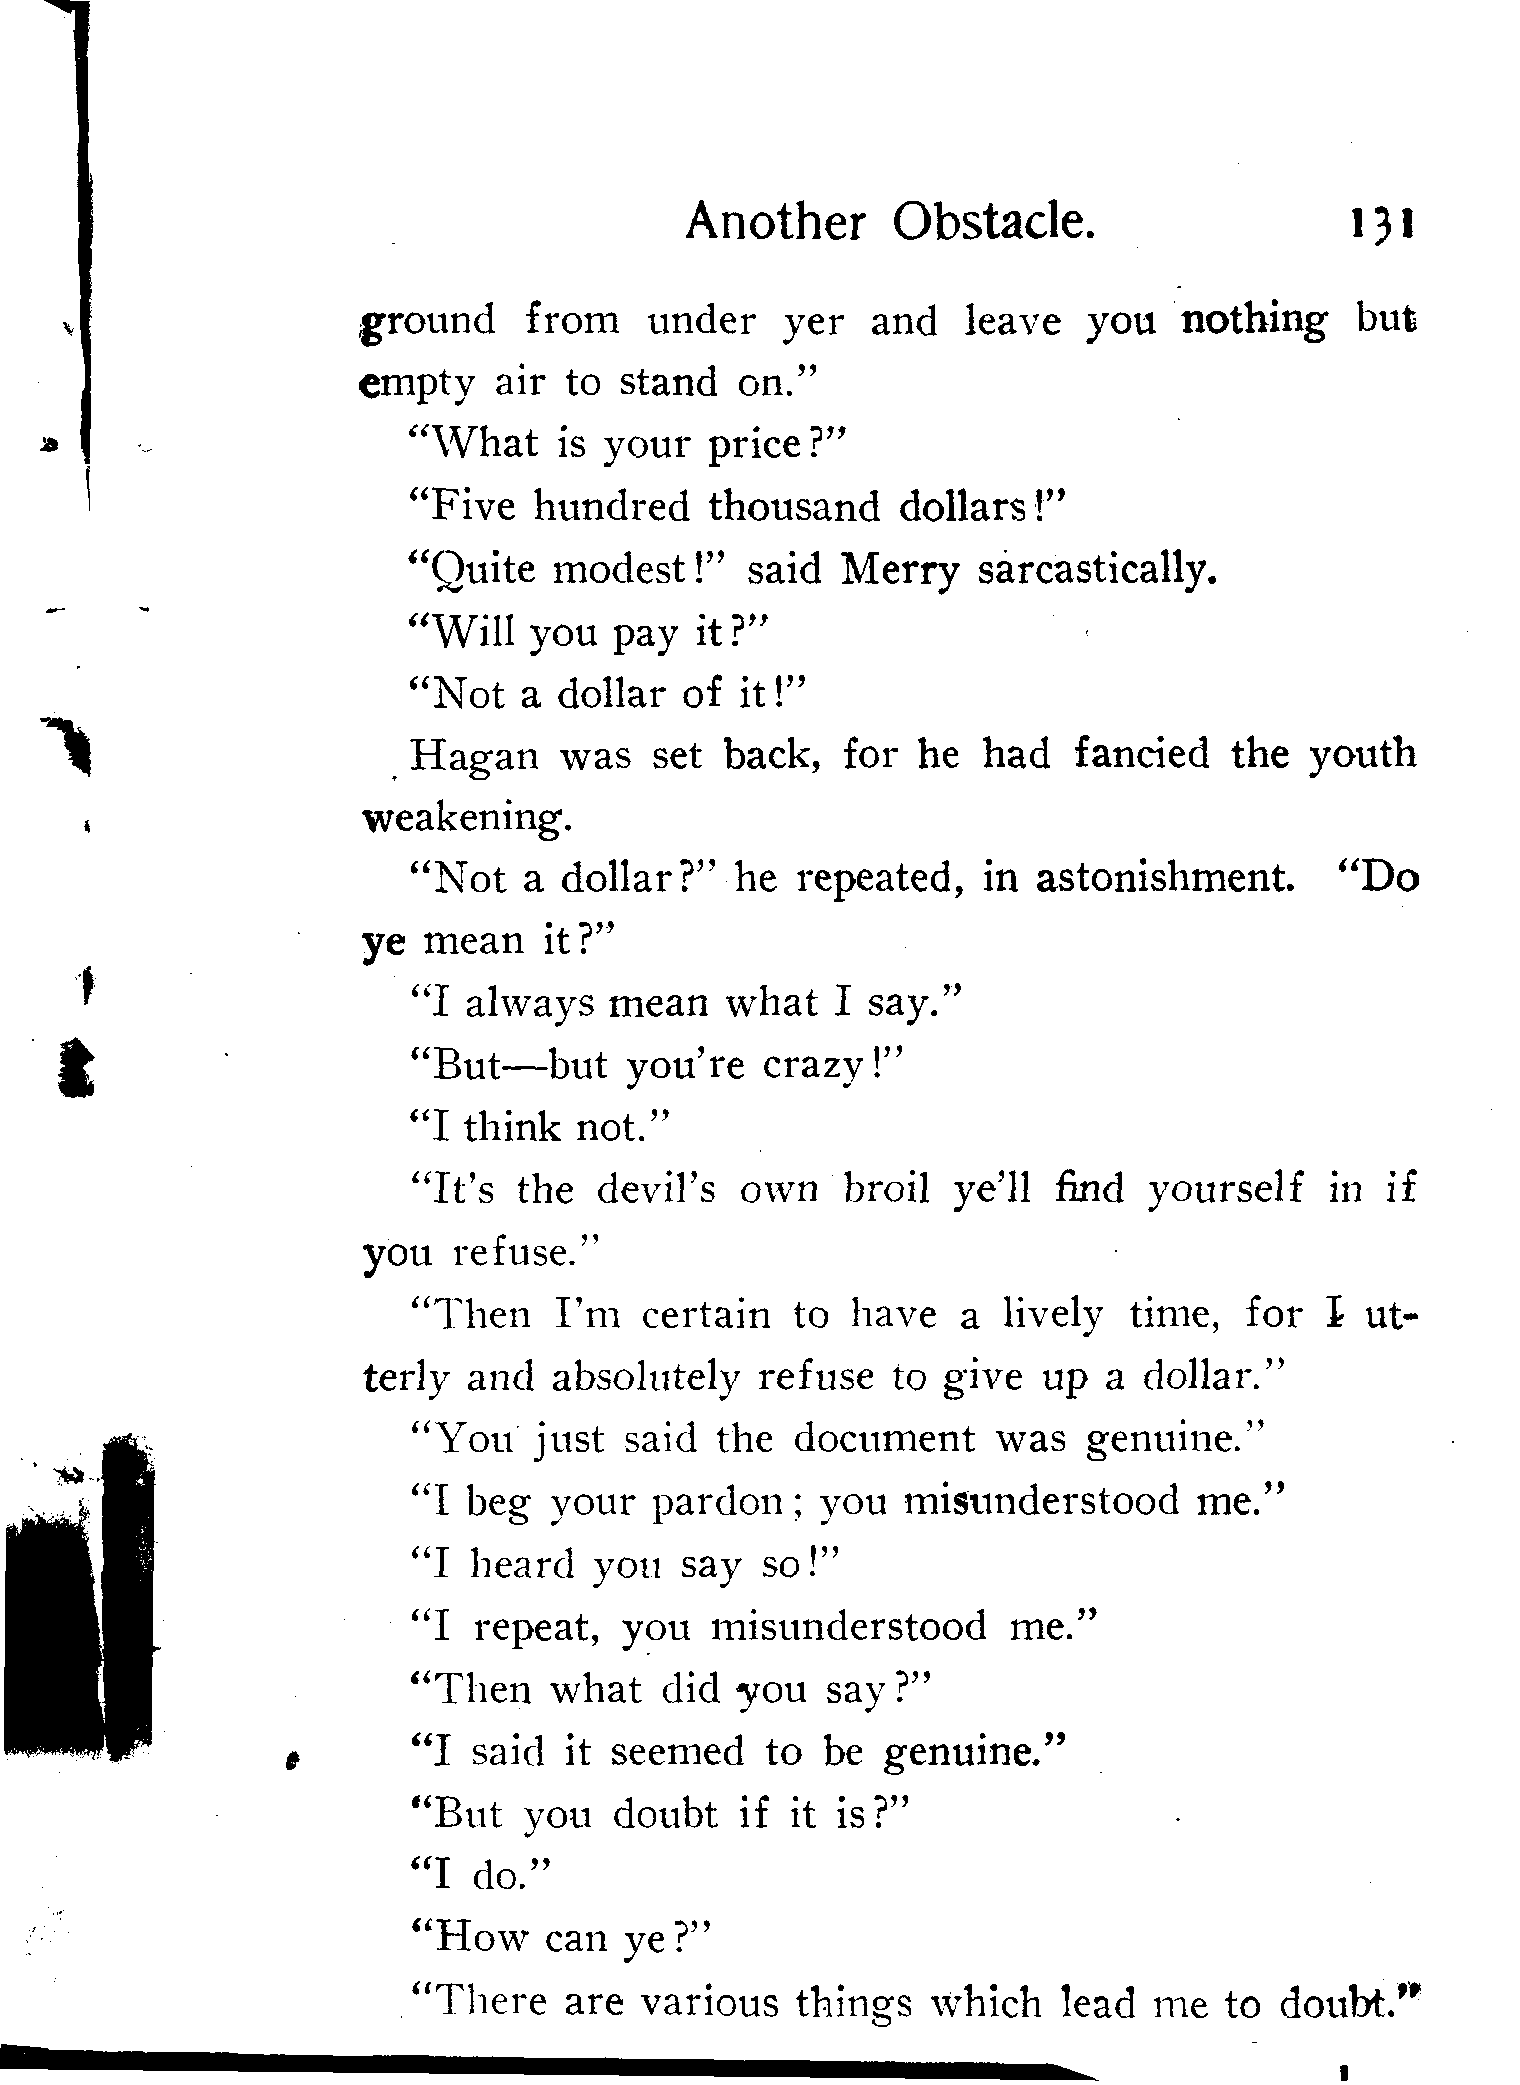 Another Obstacle. 131
ground from under yer and leave you nothing but
empty air to stand on."
"What is your price?"
"Five hundred thousand dollars!"
"Quite modest!" said Merry sarcastically.
"Will you pay it?"
"Not a dollar of it!"
Hagan was set back, for he had fancied the youth
weakening.
"Not a dollar?" he repeated, in astonishment. "Do
ye mean it?"
"I always mean what I say."
"But—but you're crazy!"
"I think not."
"It's the devil's own broil ye'll find yourself in if
you refuse."
"Then I'm certain to have a lively time, for I ut-
terly and absolutely refuse to give up a dollar."
"You just said the document was genuine."
"I beg your pardon; you misunderstood me."
"I heard you say so!"
"I repeat, you misunderstood me."
"Then what did you say?"
"I said it seemed to be genuine."
"But you doubt if it is?"
"I do."
"How can ye?"
"There are various things which lead me to doubt."